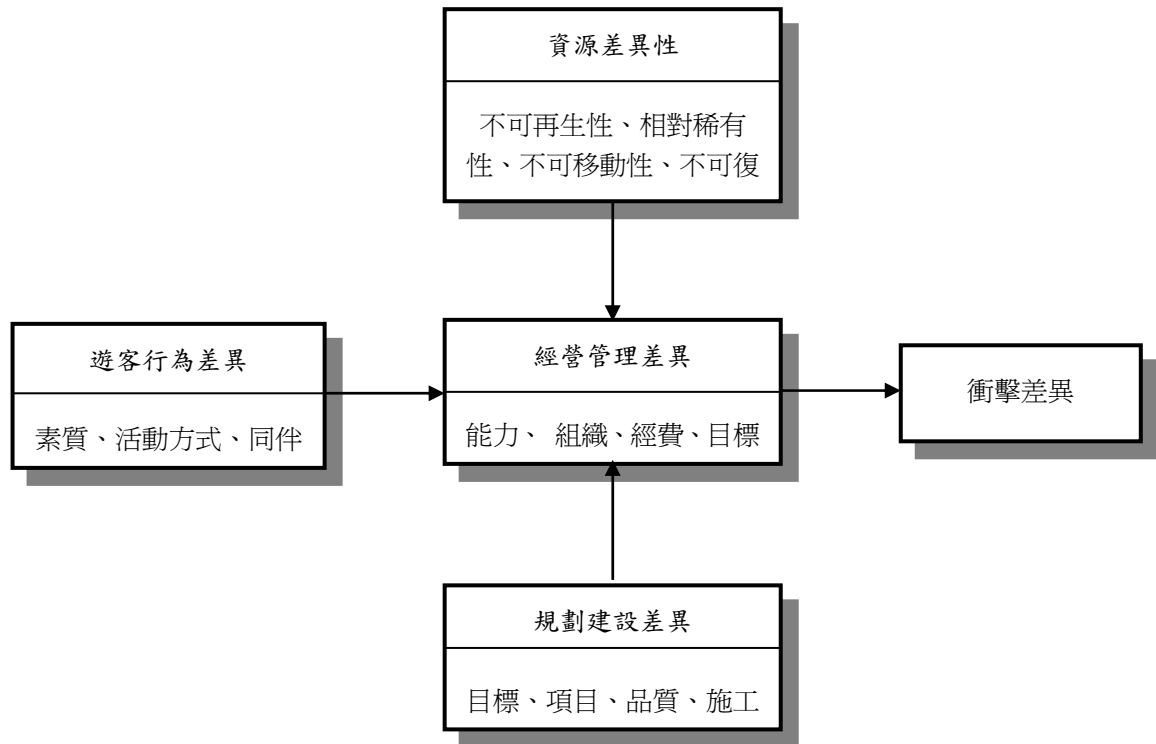 資源差異性
不可再生性、相對稀有
性、不可移動性、不可復
遊客行為差異
素質、活動方式、同伴
經營管理差異
能力、 組織、經費、目標
衝擊差異
規劃建設差異
目標、項目、品質、施工